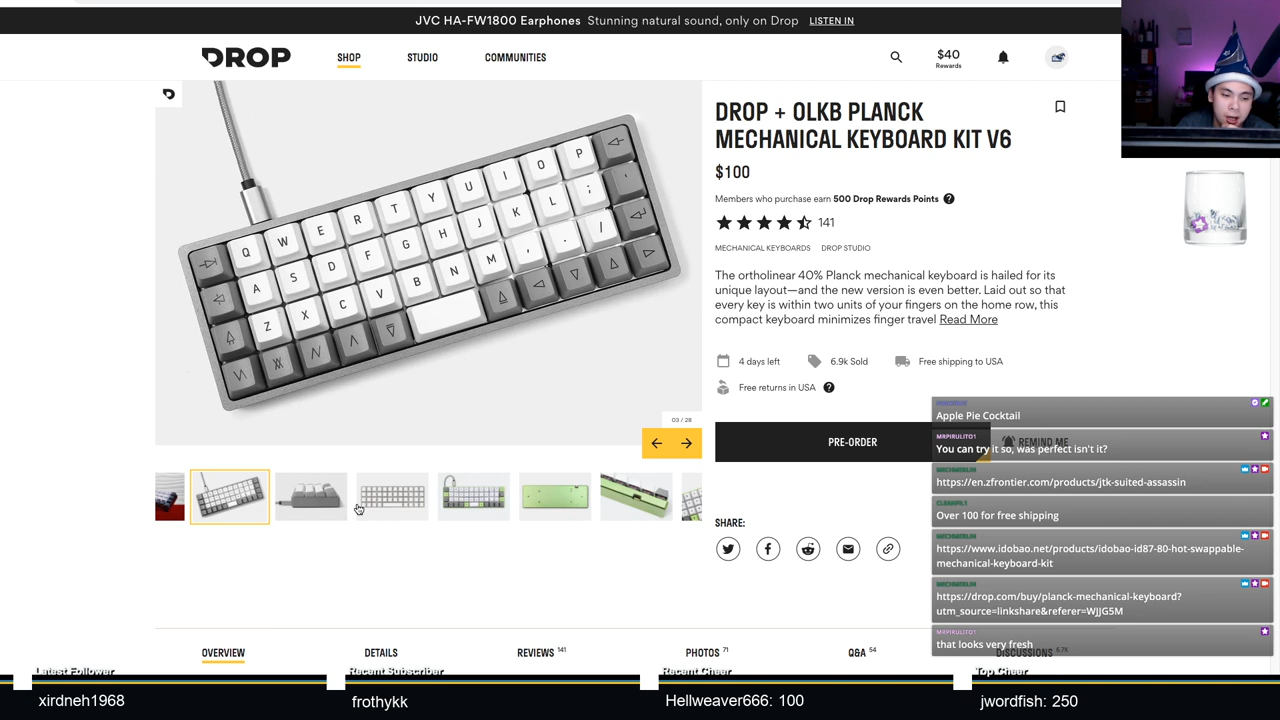 JVC HA-FW1800 Earphones Stunning natural sound, only on Drop LISTEN IN
DROP
SHOP
STUDIO
COMMUNITIES
$40
Rewards
DROP + OLKB PLANCK
MECHANICAL KEYBOARD KIT V6
$100
Members who purchase earn 500 Drop Rewards Points
141
MECHANICAL KEYBOARDS DROP STUDIO
The ortholinear 40% Planck mechanical keyboard is hailed for its
unique layout—and the new version is even better. Laid out so that
every key is within two units of your fingers on the home row, this
compact keyboard minimizes finger travel Read More
4 days left
6.9k Sold
Free shipping to USA
Free returns in USA
PRE-ORDER
REMIND ME
Q W E R T Y U I O P
A S D F G H J K L ; '
Z X C V B N M , . /
03 / 28
SHARE:
Apple Pie Cocktail
MRPIRULITO1
You can try it so, was perfect isn't it?
https://en.zfrontier.com/products/jtk-suited-assassin
Over 100 for free shipping
https://www.idobao.net/products/idobao-id87-80-hot-swappable-
mechanical-keyboard-kit
https://drop.com/buy/planck-mechanical-keyboard?
utm_source=linkshare&referer=WJJG5M
MRPIRULITO1
that looks very fresh
OVERVIEW
DETAILS
REVIEWS 141
PHOTOS 71
Q&A 54
DISCUSSIONS 6.7K
Latest Follower
xirdneh1968
Recent Subscriber
frothykk
Recent Cheer
Hellweaver666: 100
Top Cheer
jwordfish: 250